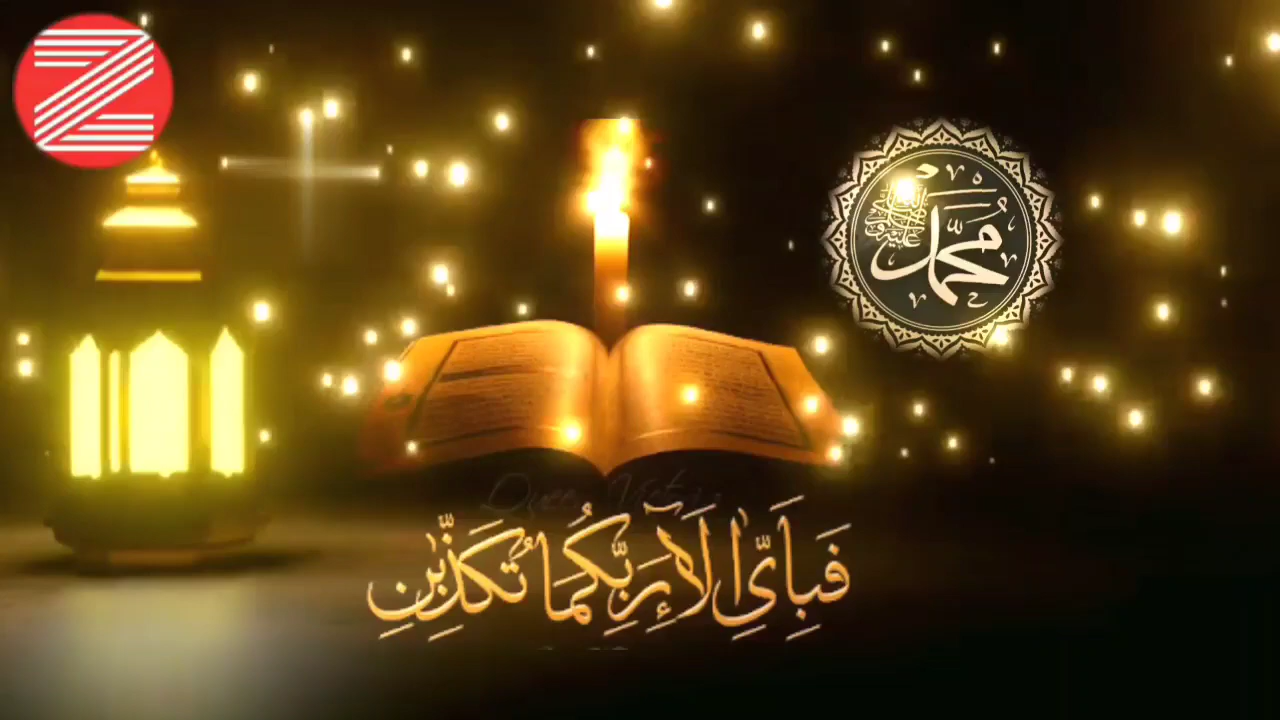 محمد
صلى الله عليه وسلم
فَبِأَيِّ آلَاءِ رَبِّكُمَا تُكَذِّبَانِ